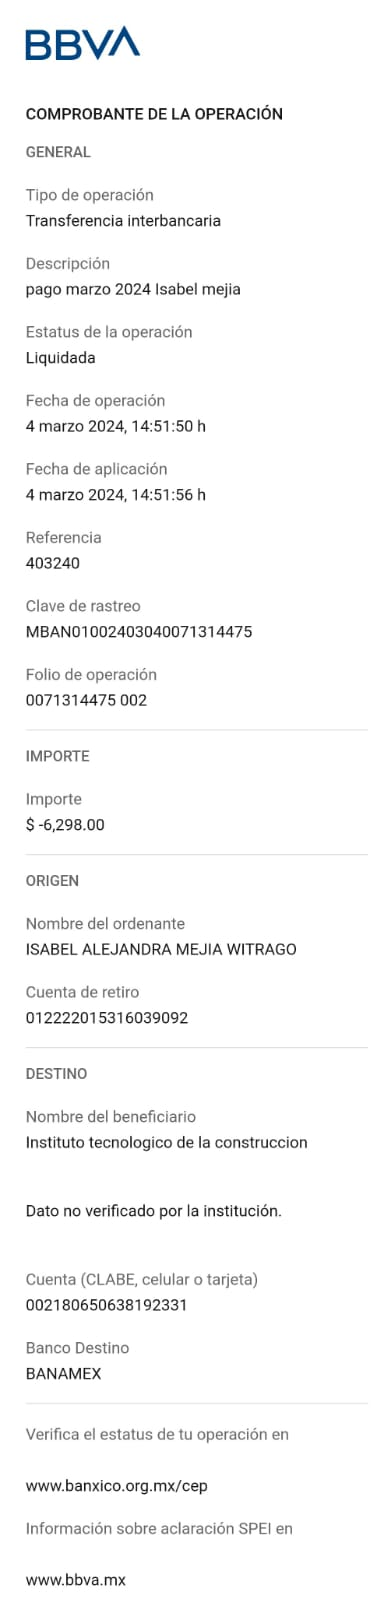 BBVA
COMPROBANTE DE LA OPERACIÓN
GENERAL
Tipo de operación
Transferencia interbancaria
Descripción
pago marzo 2024 Isabel mejia
Estatus de la operación
Liquidada
Fecha de operación
4 marzo 2024, 14:51:50 h
Fecha de aplicación
4 marzo 2024, 14:51:56 h
Referencia
403240
Clave de rastreo
MBAN01002403040071314475
Folio de operación
0071314475 002
IMPORTE
Importe
$ -6,298.00
ORIGEN
Nombre del ordenante
ISABEL ALEJANDRA MEJIA WITRAGO
Cuenta de retiro
012222015316039092
DESTINO
Nombre del beneficiario
Instituto tecnologico de la construccion
Dato no verificado por la institución.
Cuenta (CLABE, celular o tarjeta)
002180650638192331
Banco Destino
BANAMEX
Verifica el estatus de tu operación en
www.banxico.org.mx/cep
Información sobre aclaración SPEI en
www.bbva.mx